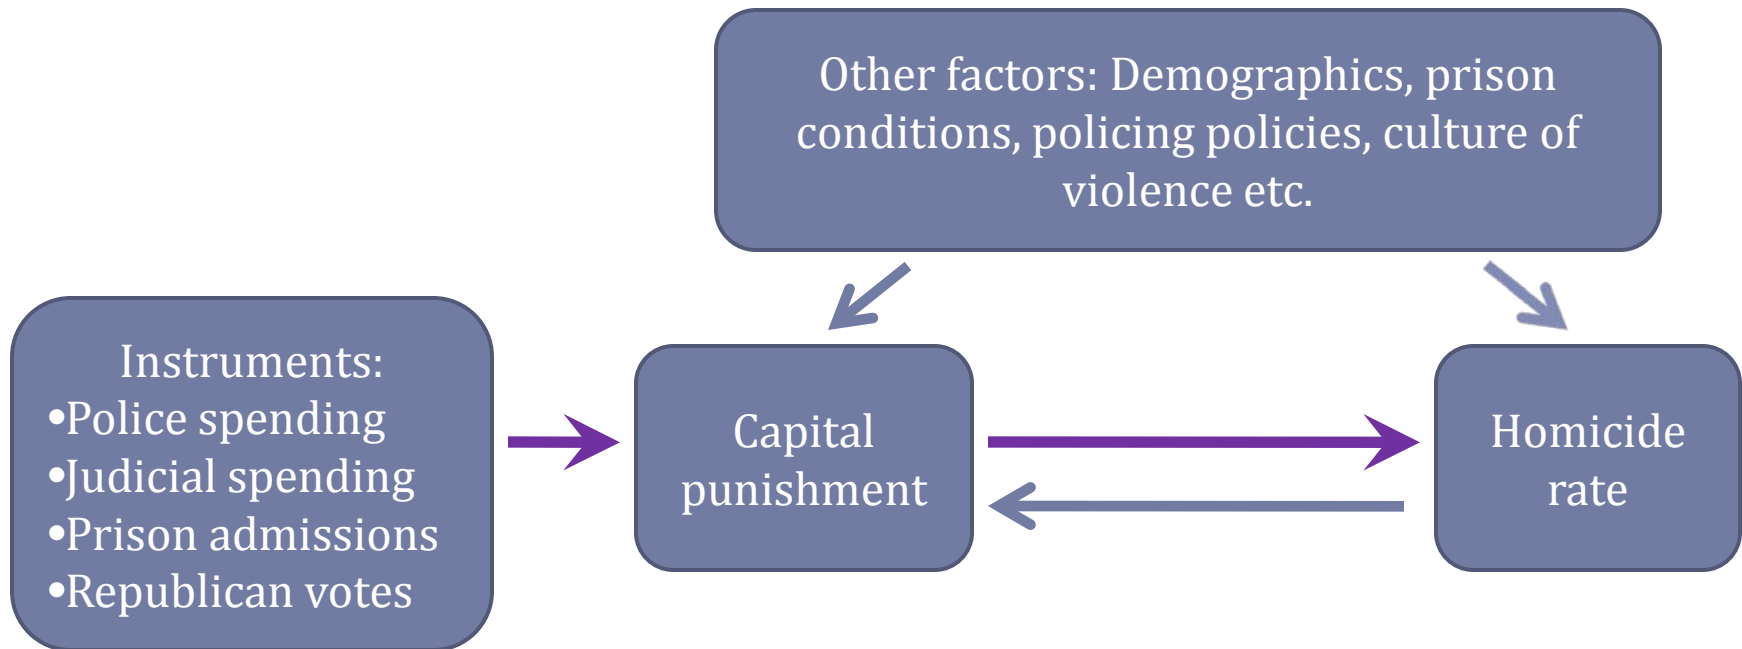 Other factors: Demographics, prison
conditions, policing policies, culture of
violence etc.
Instruments:
•Police spending
•Judicial spending
•Prison admissions
•Republican votes
Capital
punishment
Homicide
rate